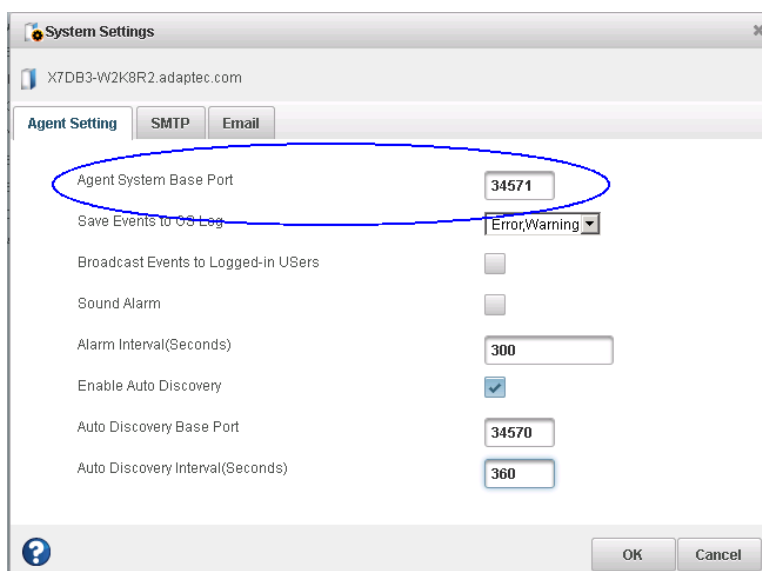 System Settings
X7DB3-W2K8R2.adaptec.com
Agent Setting SMTP Email
Agent System Base Port 34571
Save Events to OS Log Error,Warning
Broadcast Events to Logged-in USers
Sound Alarm
Alarm Interval(Seconds) 300
Enable Auto Discovery
Auto Discovery Base Port 34570
Auto Discovery Interval(Seconds) 360
? OK Cancel